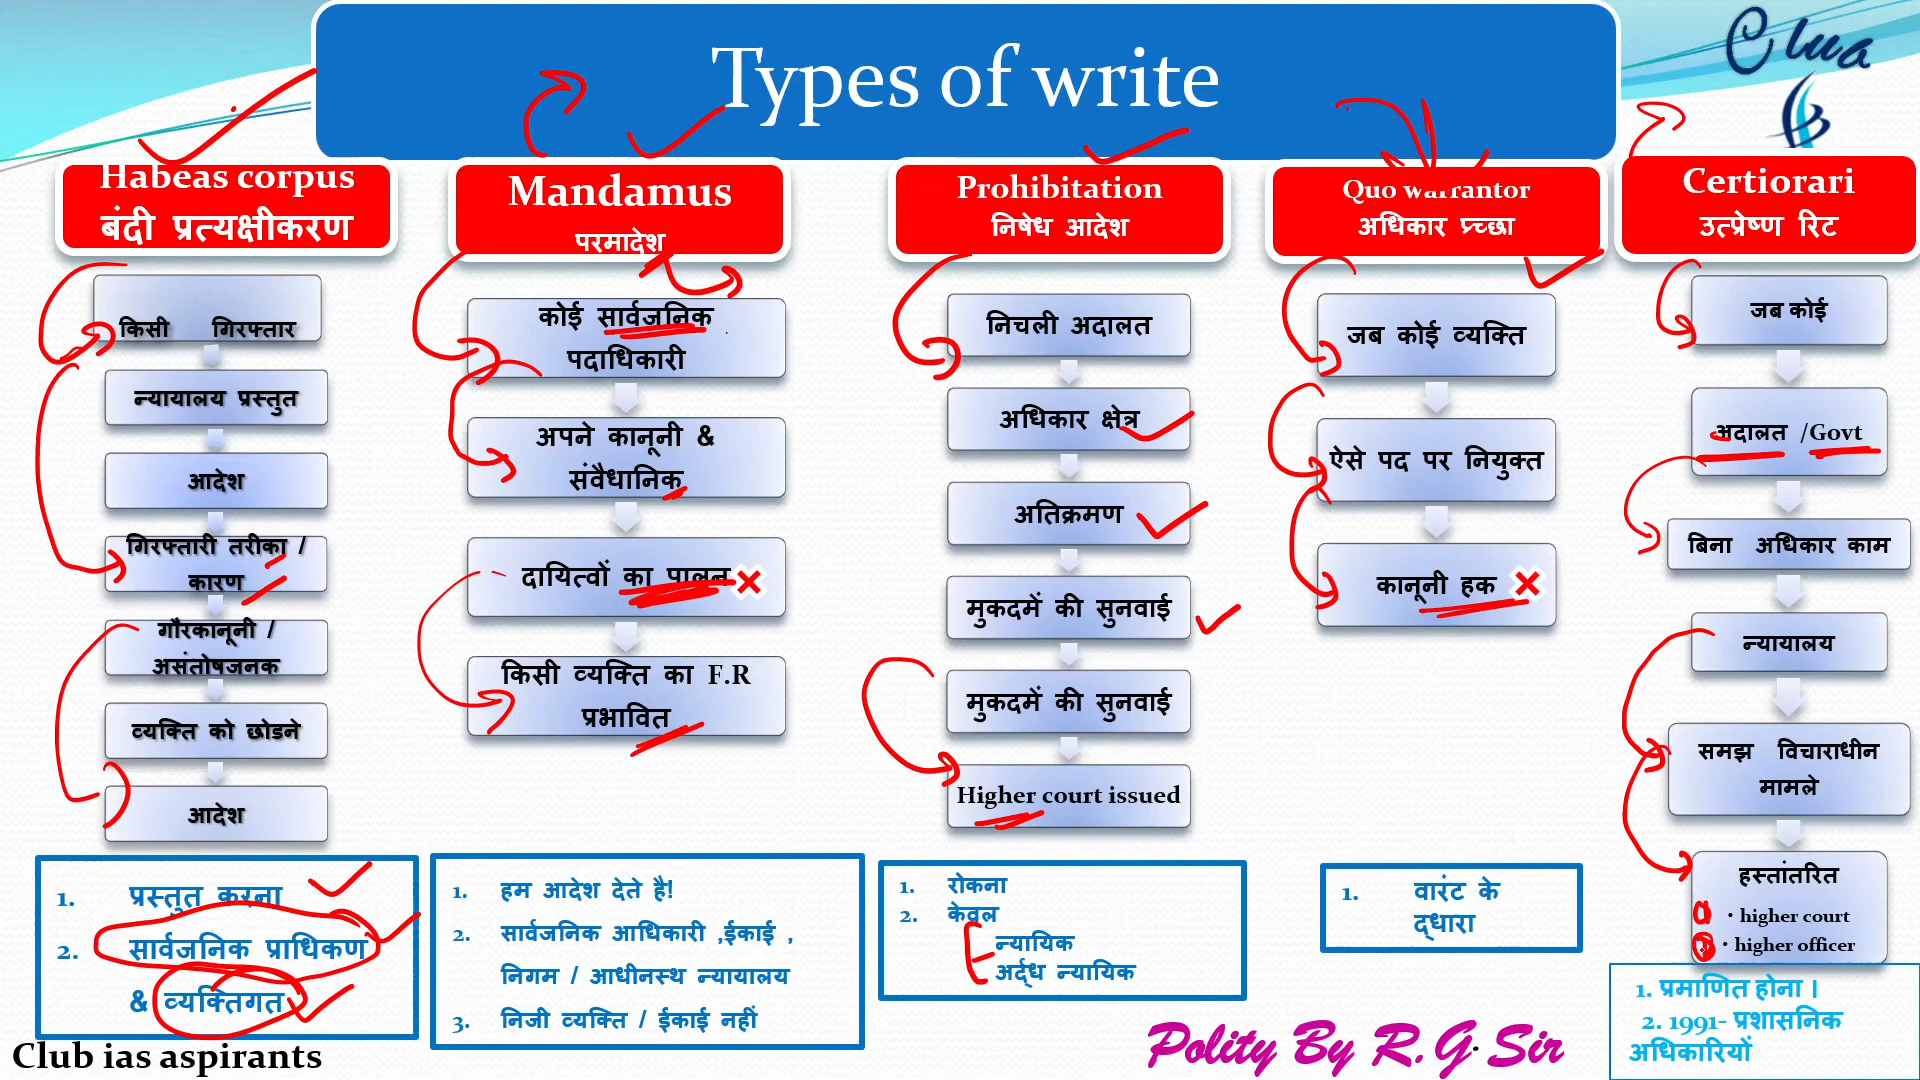 Types of write
Clua
Habeas corpus
बंदी प्रत्यक्षीकरण
किसी गिरफ्तार
न्यायालय प्रस्तुत
आदेश
गिरफ्तारी तरीका /
कारण
गौरकानूनी /
असंतोषजनक
व्यक्ति को छोडने
आदेश
1. प्रस्तुत करना
2. सार्वजनिक प्राधिकण
& व्यक्तिगत
Mandamus
परमादेश
कोई सार्वजनिक
पदाधिकारी
अपने कानूनी &
संवैधानिक
दायित्वों का पालन
किसी व्यक्ति का F.R
प्रभावित
1. हम आदेश देते है!
2. सार्वजनिक आधिकारी ,ईकाई ,
निगम / आधीनस्थ न्यायालय
3. निजी व्यक्ति / ईकाई नहीं
Prohibitation
निषेध आदेश
निचली अदालत
अधिकार क्षेत्र
अतिक्रमण
मुकदमें की सुनवाई
मुकदमें की सुनवाई
Higher court issued
1. रोकना
2. केवल
न्यायिक
अर्द्ध न्यायिक
Quo warrantor
अधिकार प्रच्छा
जब कोई व्यक्ति
ऐसे पद पर नियुक्त
कानूनी हक
1. वारंट के
द्धारा
Certiorari
उत्प्रेष्ण रिट
जब कोई
अदालत /Govt
बिना अधिकार काम
न्यायालय
समझ विचाराधीन
मामले
हस्तांतरित
• higher court
• higher officer
1. प्रमाणित होना ।
2. 1991- प्रशासनिक
अधिकारियों
Club ias aspirants
Polity By R.G. Sir